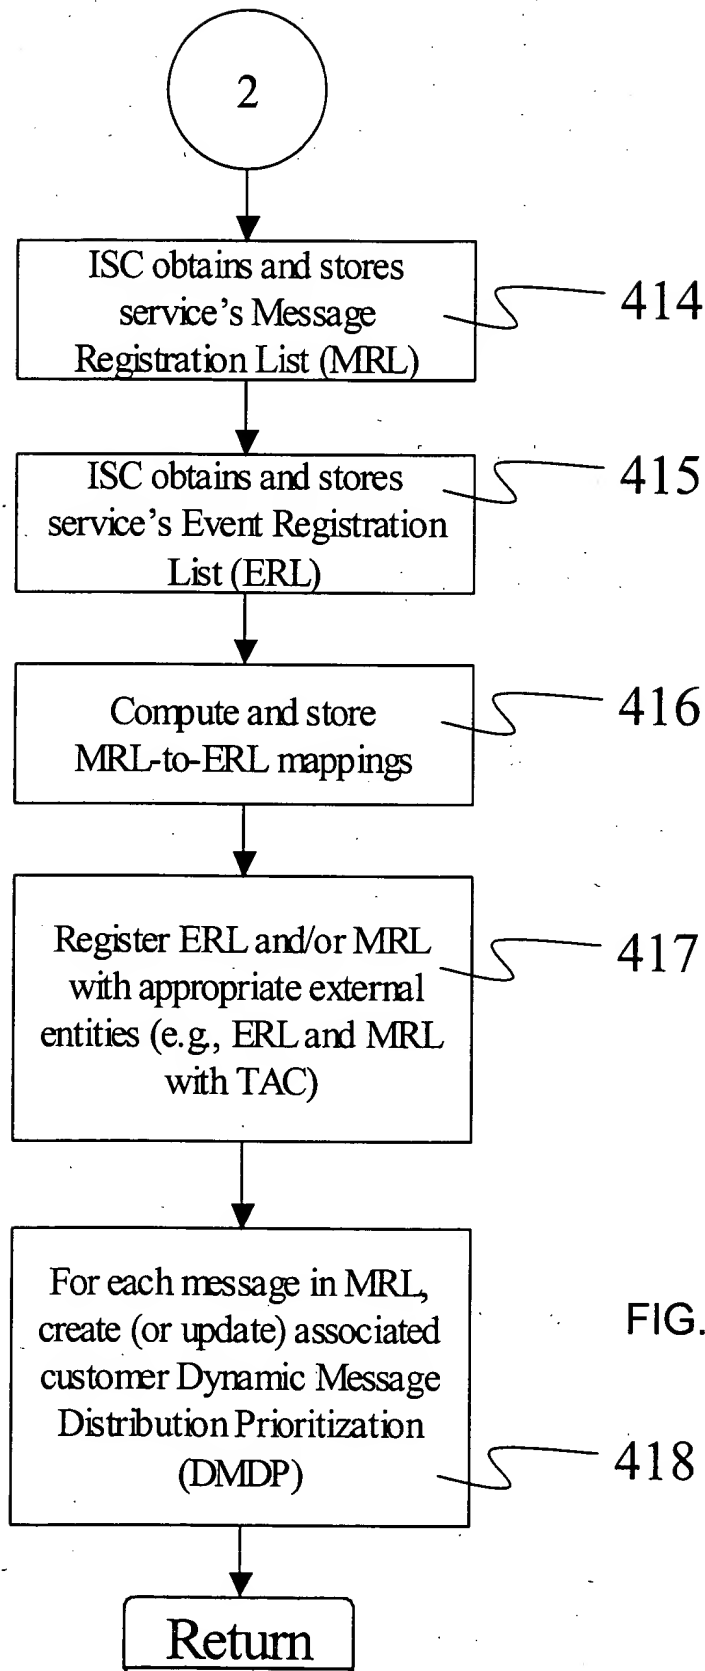 2
ISC obtains and stores
service's Message
Registration List (MRL)
414
ISC obtains and stores
service's Event Registration
List (ERL)
415
Compute and store
MRL-to-ERL mappings
416
Register ERL and/or MRL
with appropriate external
entities (e.g., ERL and MRL
with TAC)
417
For each message in MRL,
create (or update) associated
customer Dynamic Message
Distribution Prioritization
(DMDP)
FIG.
418
Return